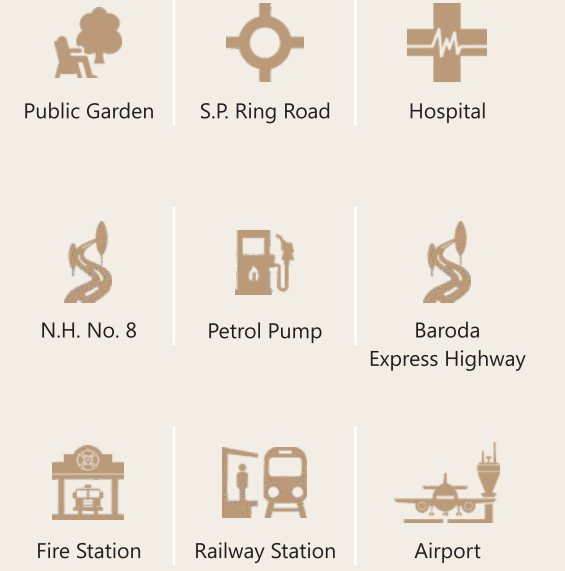 Public Garden
S.P. Ring Road
Hospital
N.H. No. 8
Petrol Pump
Baroda
Express Highway
Fire Station
Railway Station
Airport